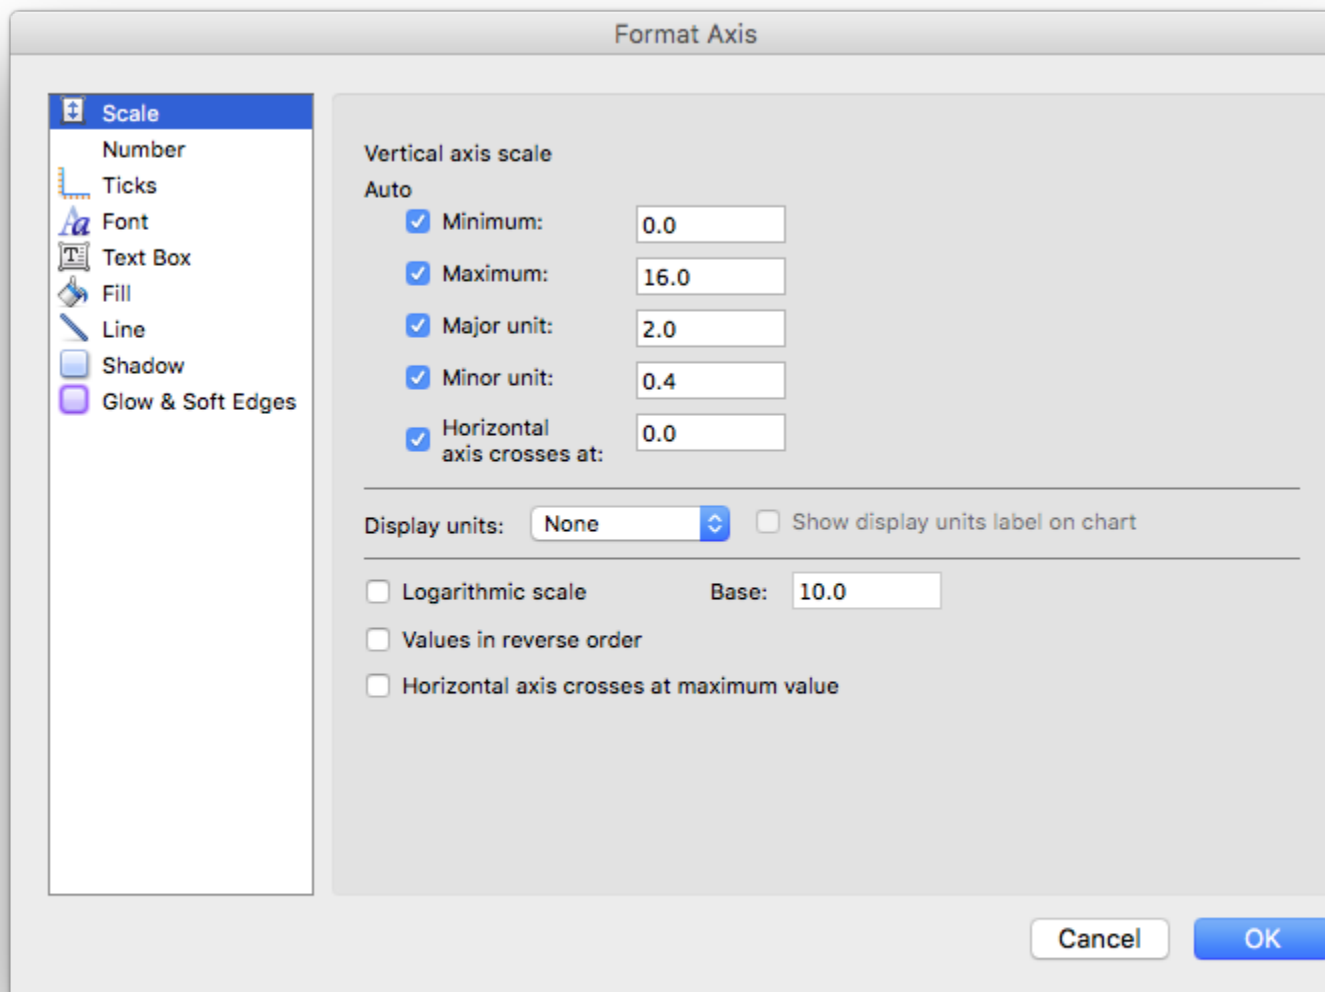 Format Axis
Scale
Number
Ticks
Font
Text Box
Fill
Line
Shadow
Glow & Soft Edges
Vertical axis scale
Auto
Minimum: 0.0
Maximum: 16.0
Major unit: 2.0
Minor unit: 0.4
Horizontal
axis crosses at: 0.0
Display units: None Show display units label on chart
Logarithmic scale Base: 10.0
Values in reverse order
Horizontal axis crosses at maximum value
Cancel OK